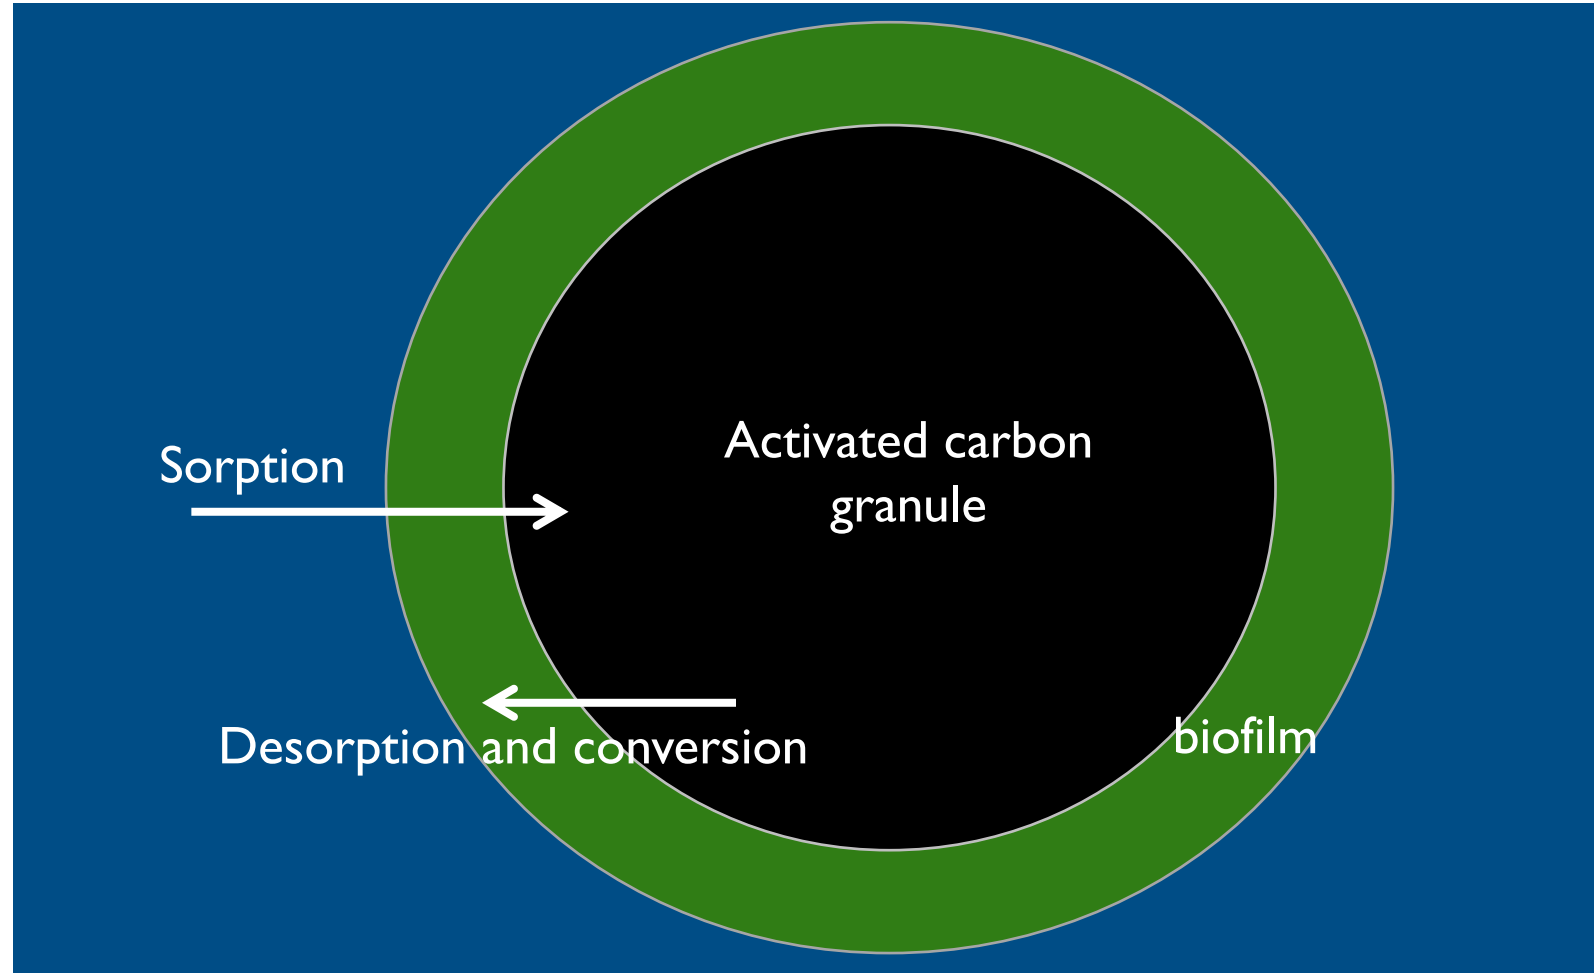 Activated carbon
granule
Sorption
Desorption and conversion
biofilm